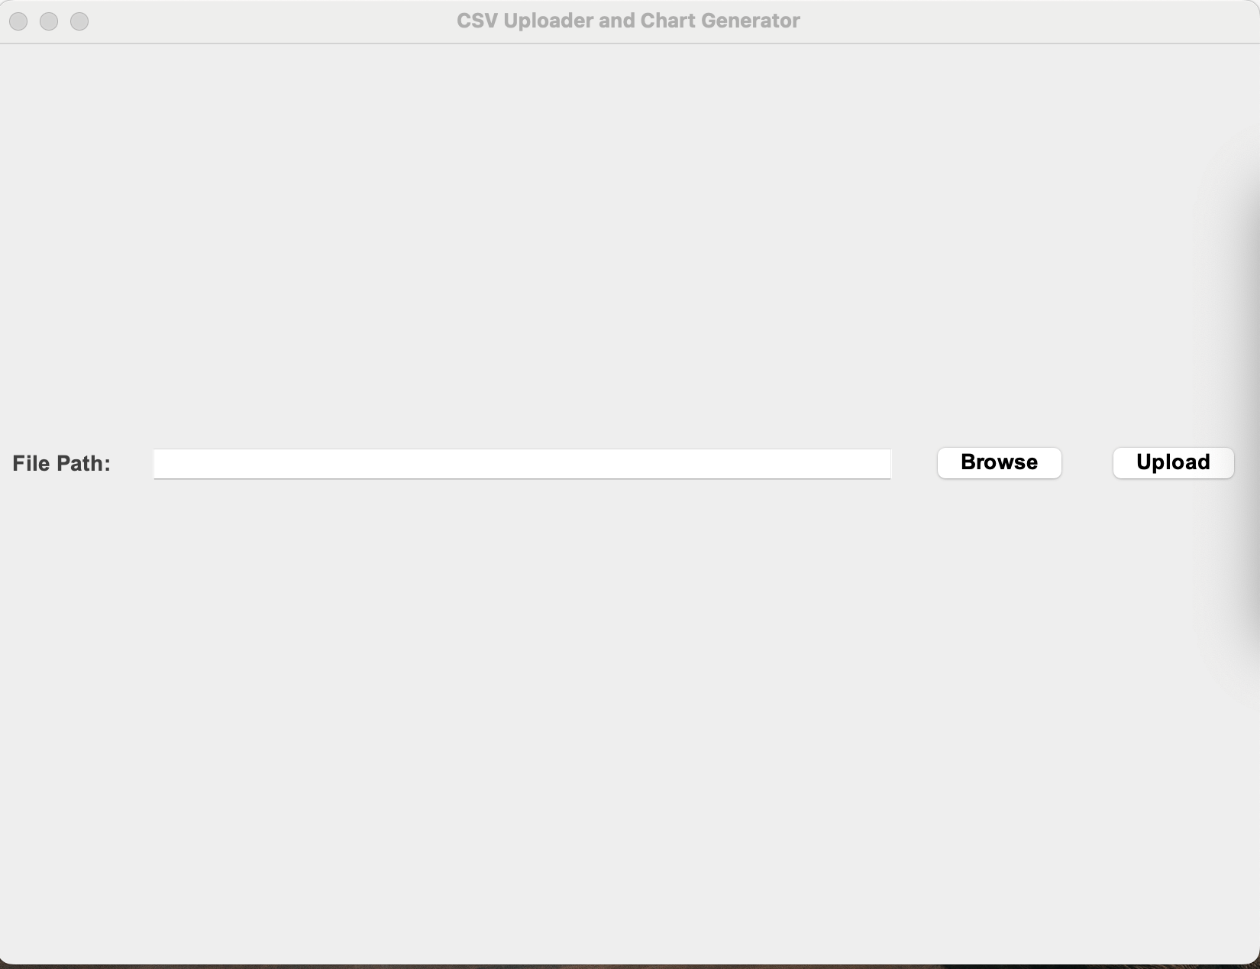 CSV Uploader and Chart Generator
File Path: Browse Upload